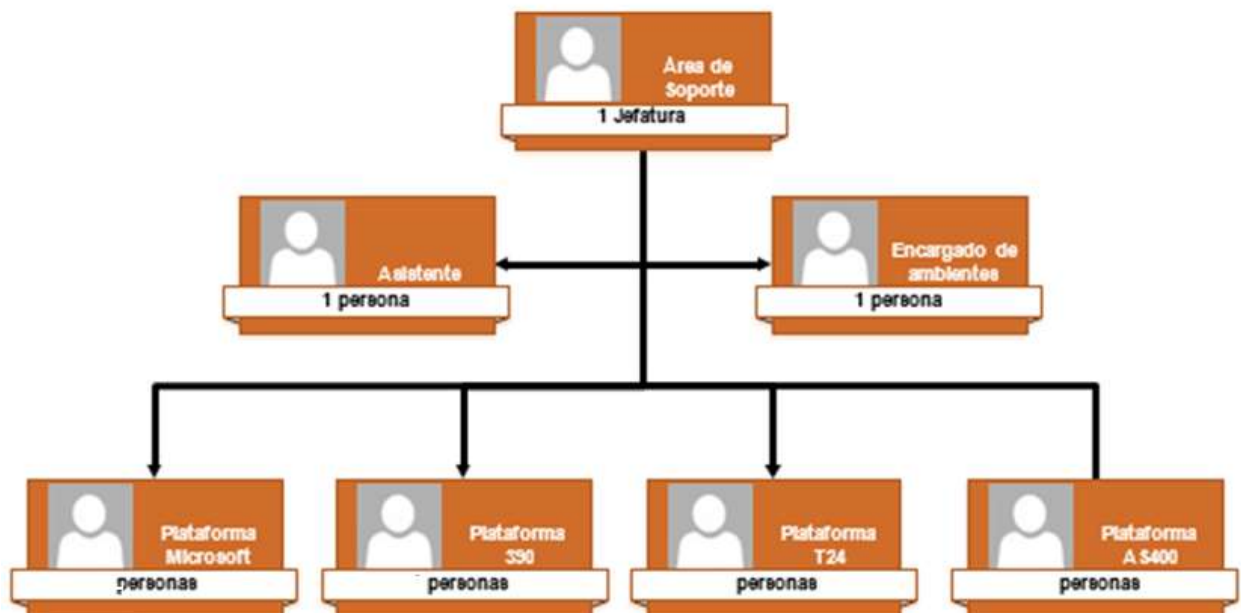 Area de
soporte
1 Jefatura
Asistente
1 persona
Encargado de
ambientes
1 persona
Plataforma
Microsoft
personas
Plataforma
390
personas
Plataforma
T24
personas
Plataforma
AS400
personas